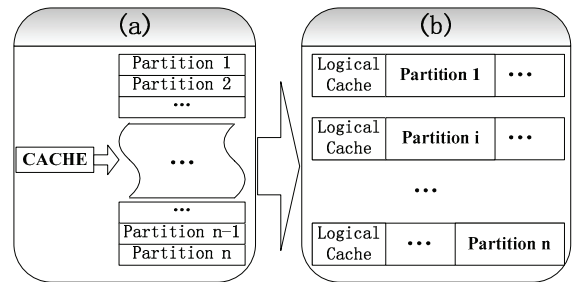 (a)
Partition 1
Partition 2
...
CACHE
...
...
Partition n-1
Partition n
(b)
Logical Cache
Partition 1
...
Logical Cache
Partition i
...
...
Logical Cache
...
Partition n